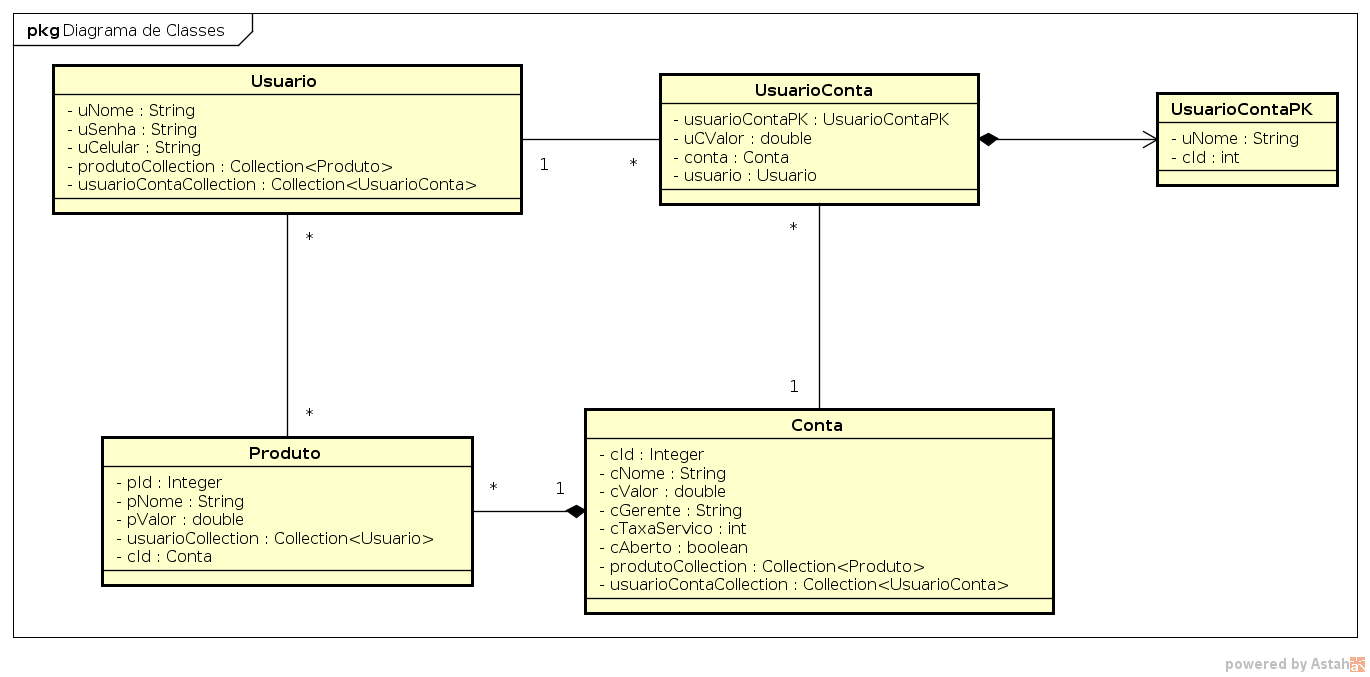 pkg Diagrama de Classes
Usuario
- uNome : String
- uSenha : String
- uCelular : String
- produtoCollection : Collection<Produto>
- usuarioContaCollection : Collection<UsuarioConta>
1
*
UsuarioConta
- usuarioContaPK : UsuarioContaPK
- uCValor : double
- conta : Conta
- usuario : Usuario
UsuarioContaPK
- uNome : String
- cId : int
*
*
*
1
Produto
- pId : Integer
- pNome : String
- pValor : double
- usuarioCollection : Collection<Usuario>
- cId : Conta
*
1
Conta
- cId : Integer
- cNome : String
- cValor : double
- cGerente : String
- cTaxaServico : int
- cAberto : boolean
- produtoCollection : Collection<Produto>
- usuarioContaCollection : Collection<UsuarioConta>
powered by Astah